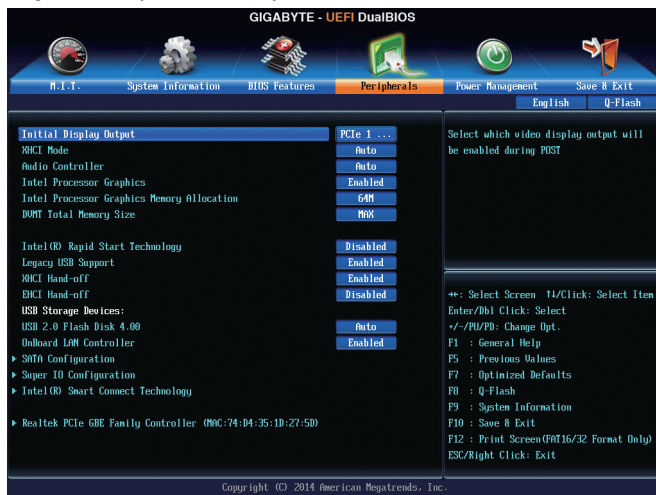 GIGABYTE - UEFI DualBIOS
M.I.T. System Information BIOS Features Peripherals Power Management Save & Exit
English Q-Flash
Initial Display Output PCIe 1 ...
XHCI Mode Auto
Audio Controller Auto
Intel Processor Graphics Enabled
Intel Processor Graphics Memory Allocation 64M
DVMT Total Memory Size MAX
Intel(R) Rapid Start Technology Disabled
Legacy USB Support Enabled
XHCI Hand-off Enabled
EHCI Hand-off Disabled
USB Storage Devices:
USB 2.0 Flash Disk 4.00 Auto
OnBoard LAN Controller Enabled
SATA Configuration
Super IO Configuration
Intel(R) Smart Connect Technology
Realtek PCIe GBE Family Controller (MAC:74:D4:35:1D:27:5D)
Select which video display output will
be enabled during POST
↔: Select Screen ↑↓/Click: Select Item
Enter/Dbl Click: Select
+/-/PU/PD: Change Opt.
F1 : General Help
F5 : Previous Values
F7 : Optimized Defaults
F8 : Q-Flash
F9 : System Information
F10 : Save & Exit
F12 : Print Screen(FAT16/32 Format Only)
ESC/Right Click: Exit
Copyright (C) 2014 American Megatrends, Inc.